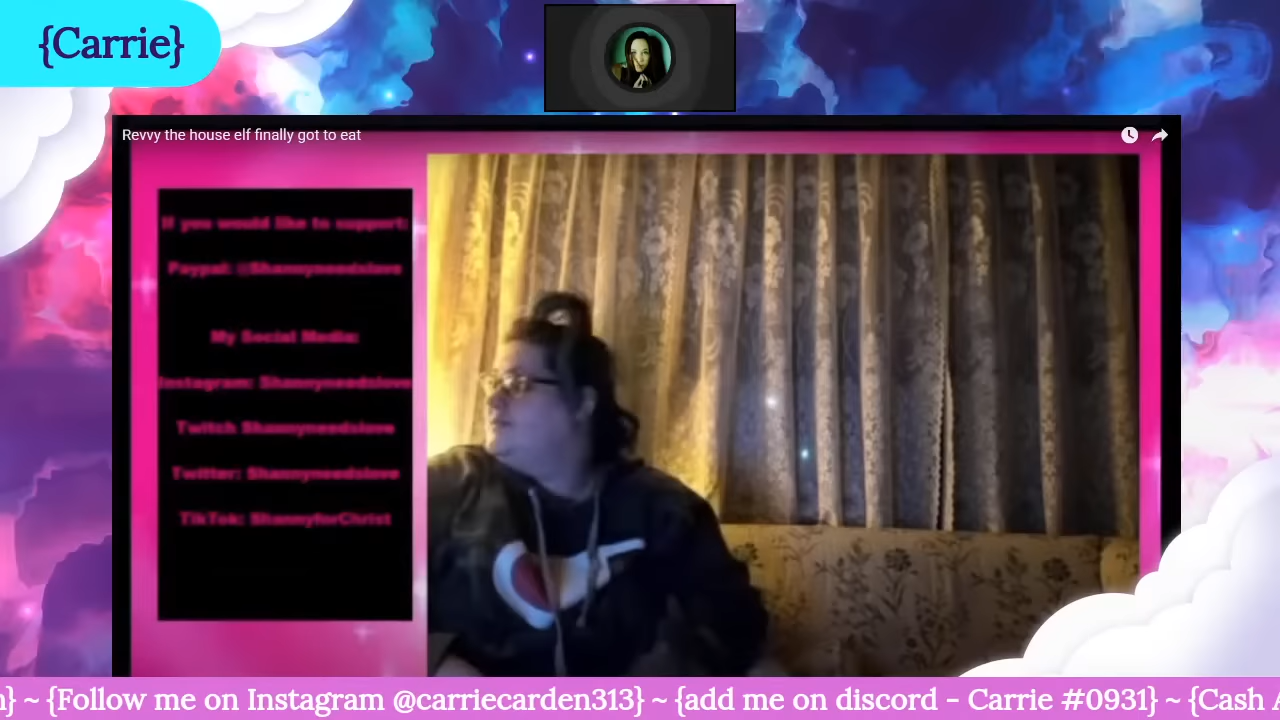 {Carrie}
Revvy the house elf finally got to eat
If you would like to support:
Paypal: @Shannyneedslove
My Social Media:
Instagram: Shannyneedslove
Twitch Shannyneedslove
Twitter: Shannyneedslove
TikTok: ShannyforChrist
} ~ {Follow me on Instagram @carriecarden313} ~ {add me on discord - Carrie #0931} ~ {Cash